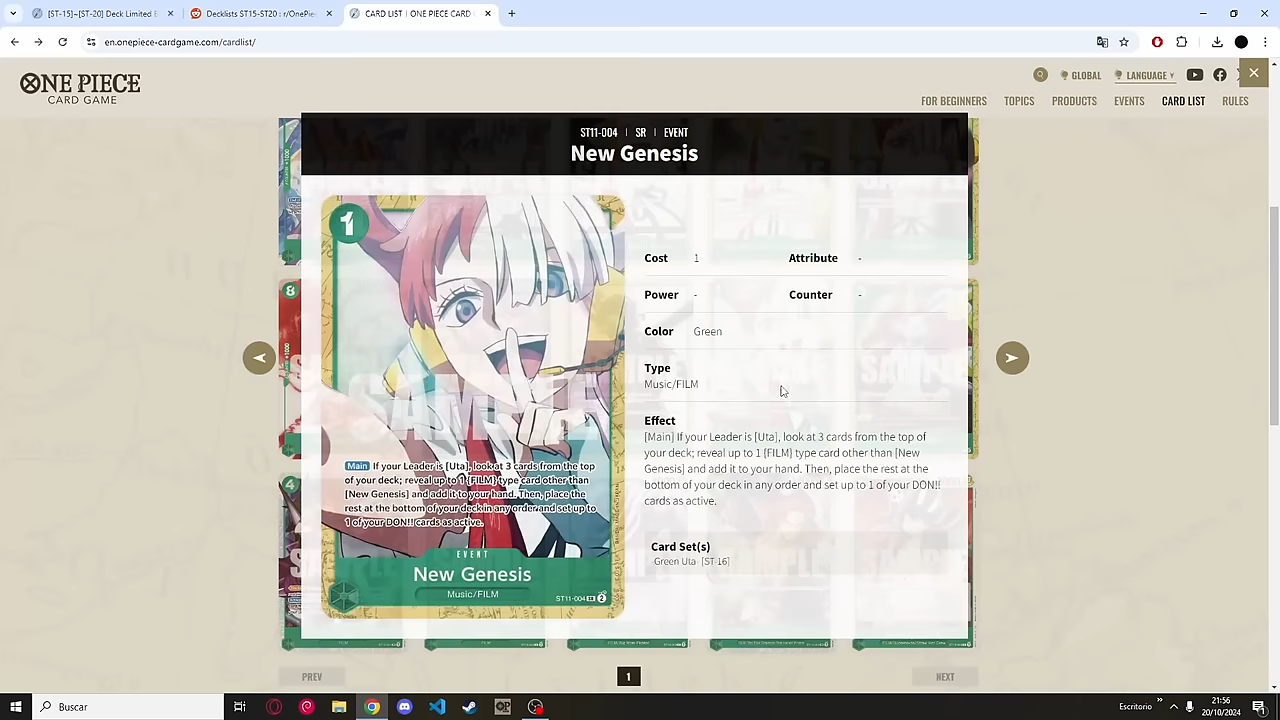 [ST-15]~[ST-20] Deck Limited E
Decklists ST15-ST20 : r/OnePie
CARD LIST | ONE PIECE CARD
en.onepiece-cardgame.com/cardlist/
ONE PIECE
CARD GAME
GLOBAL
LANGUAGE
FOR BEGINNERS
TOPICS
PRODUCTS
EVENTS
CARD LIST
RULES
ST11-004 | SR | EVENT
New Genesis
1
Cost 1
Attribute -
Power -
Counter -
Color Green
Type
Music/FILM
Effect
[Main] If your Leader is [Uta], look at 3 cards from the top of
your deck; reveal up to 1 {FILM} type card other than [New
Genesis] and add it to your hand. Then, place the rest at the
bottom of your deck in any order and set up to 1 of your DON!!
cards as active.
Card Set(s)
Green Uta [ST-16]
SAMPLE
Main If your Leader is [Uta], look at 3 cards from the top
of your deck; reveal up to 1 {FILM} type card other than
[New Genesis] and add it to your hand. Then, place the
rest at the bottom of your deck in any order and set up to
1 of your DON!! cards as active.
EVENT
New Genesis
Music/FILM
ST11-004 SR 2
8
4
PREV
1
NEXT
Buscar
Escritorio
21:56
20/10/2024